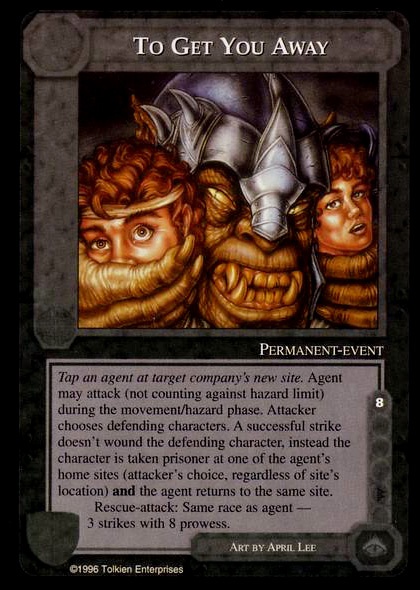 To Get You Away
Permanent-event
Tap an agent at target company's new site. Agent
may attack (not counting against hazard limit)
during the movement/hazard phase. Attacker
chooses defending characters. A successful strike
doesn't wound the defending character, instead the
character is taken prisoner at one of the agent's
home sites (attacker's choice, regardless of site's
location) and the agent returns to the same site.
Rescue-attack: Same race as agent —
3 strikes with 8 prowess.
8
Art by April Lee
©1996 Tolkien Enterprises